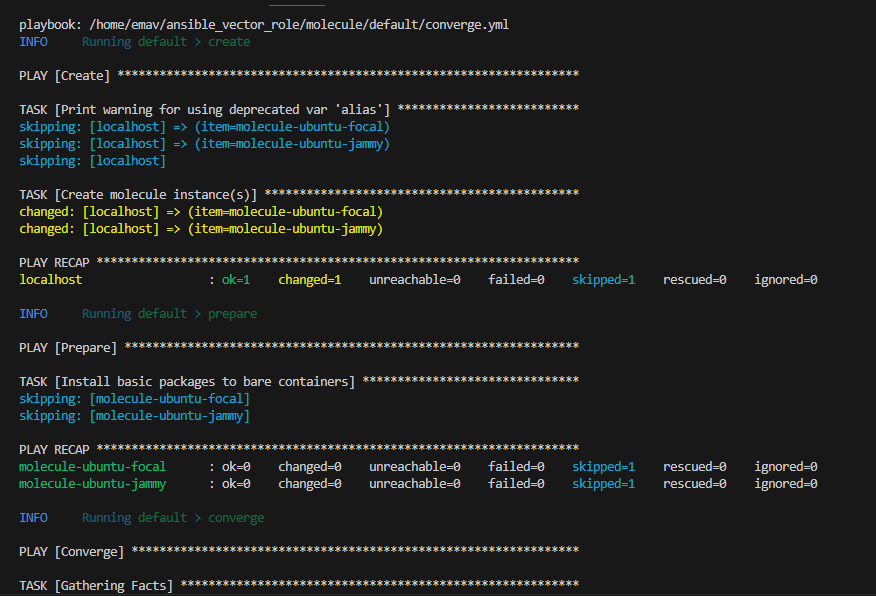 playbook: /home/emav/ansible_vector_role/molecule/default/converge.yml
INFO     Running default > create
PLAY [Create] ******************************************************************
TASK [Print warning for using deprecated var 'alias'] **************************
skipping: [localhost] => (item=molecule-ubuntu-focal)
skipping: [localhost] => (item=molecule-ubuntu-jammy)
skipping: [localhost]
TASK [Create molecule instance(s)] *********************************************
changed: [localhost] => (item=molecule-ubuntu-focal)
changed: [localhost] => (item=molecule-ubuntu-jammy)
PLAY RECAP *********************************************************************
localhost                  : ok=1    changed=1    unreachable=0    failed=0    skipped=1    rescued=0    ignored=0
INFO     Running default > prepare
PLAY [Prepare] *****************************************************************
TASK [Install basic packages to bare containers] *******************************
skipping: [molecule-ubuntu-focal]
skipping: [molecule-ubuntu-jammy]
PLAY RECAP *********************************************************************
molecule-ubuntu-focal      : ok=0    changed=0    unreachable=0    failed=0    skipped=1    rescued=0    ignored=0
molecule-ubuntu-jammy      : ok=0    changed=0    unreachable=0    failed=0    skipped=1    rescued=0    ignored=0
INFO     Running default > converge
PLAY [Converge] ****************************************************************
TASK [Gathering Facts] *********************************************************